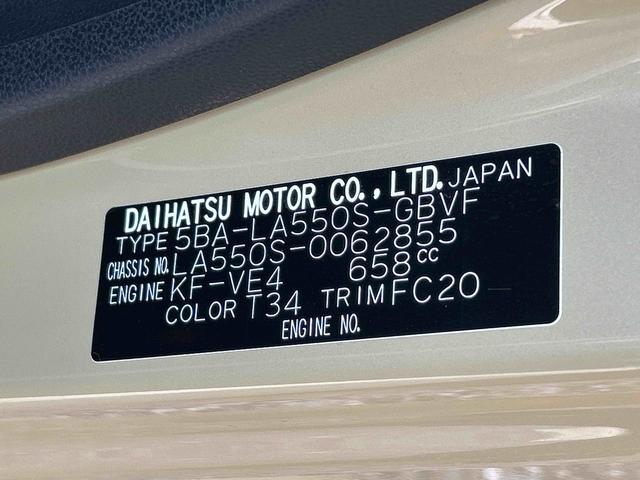 DAIHATSU MOTOR CO., LTD. JAPAN
TYPE 5BA-LA550S-GBVF
CHASSIS NO. LA550S-0062855
ENGINE KF-VE4 658cc
COLOR T34 TRIM FC20
ENGINE NO.